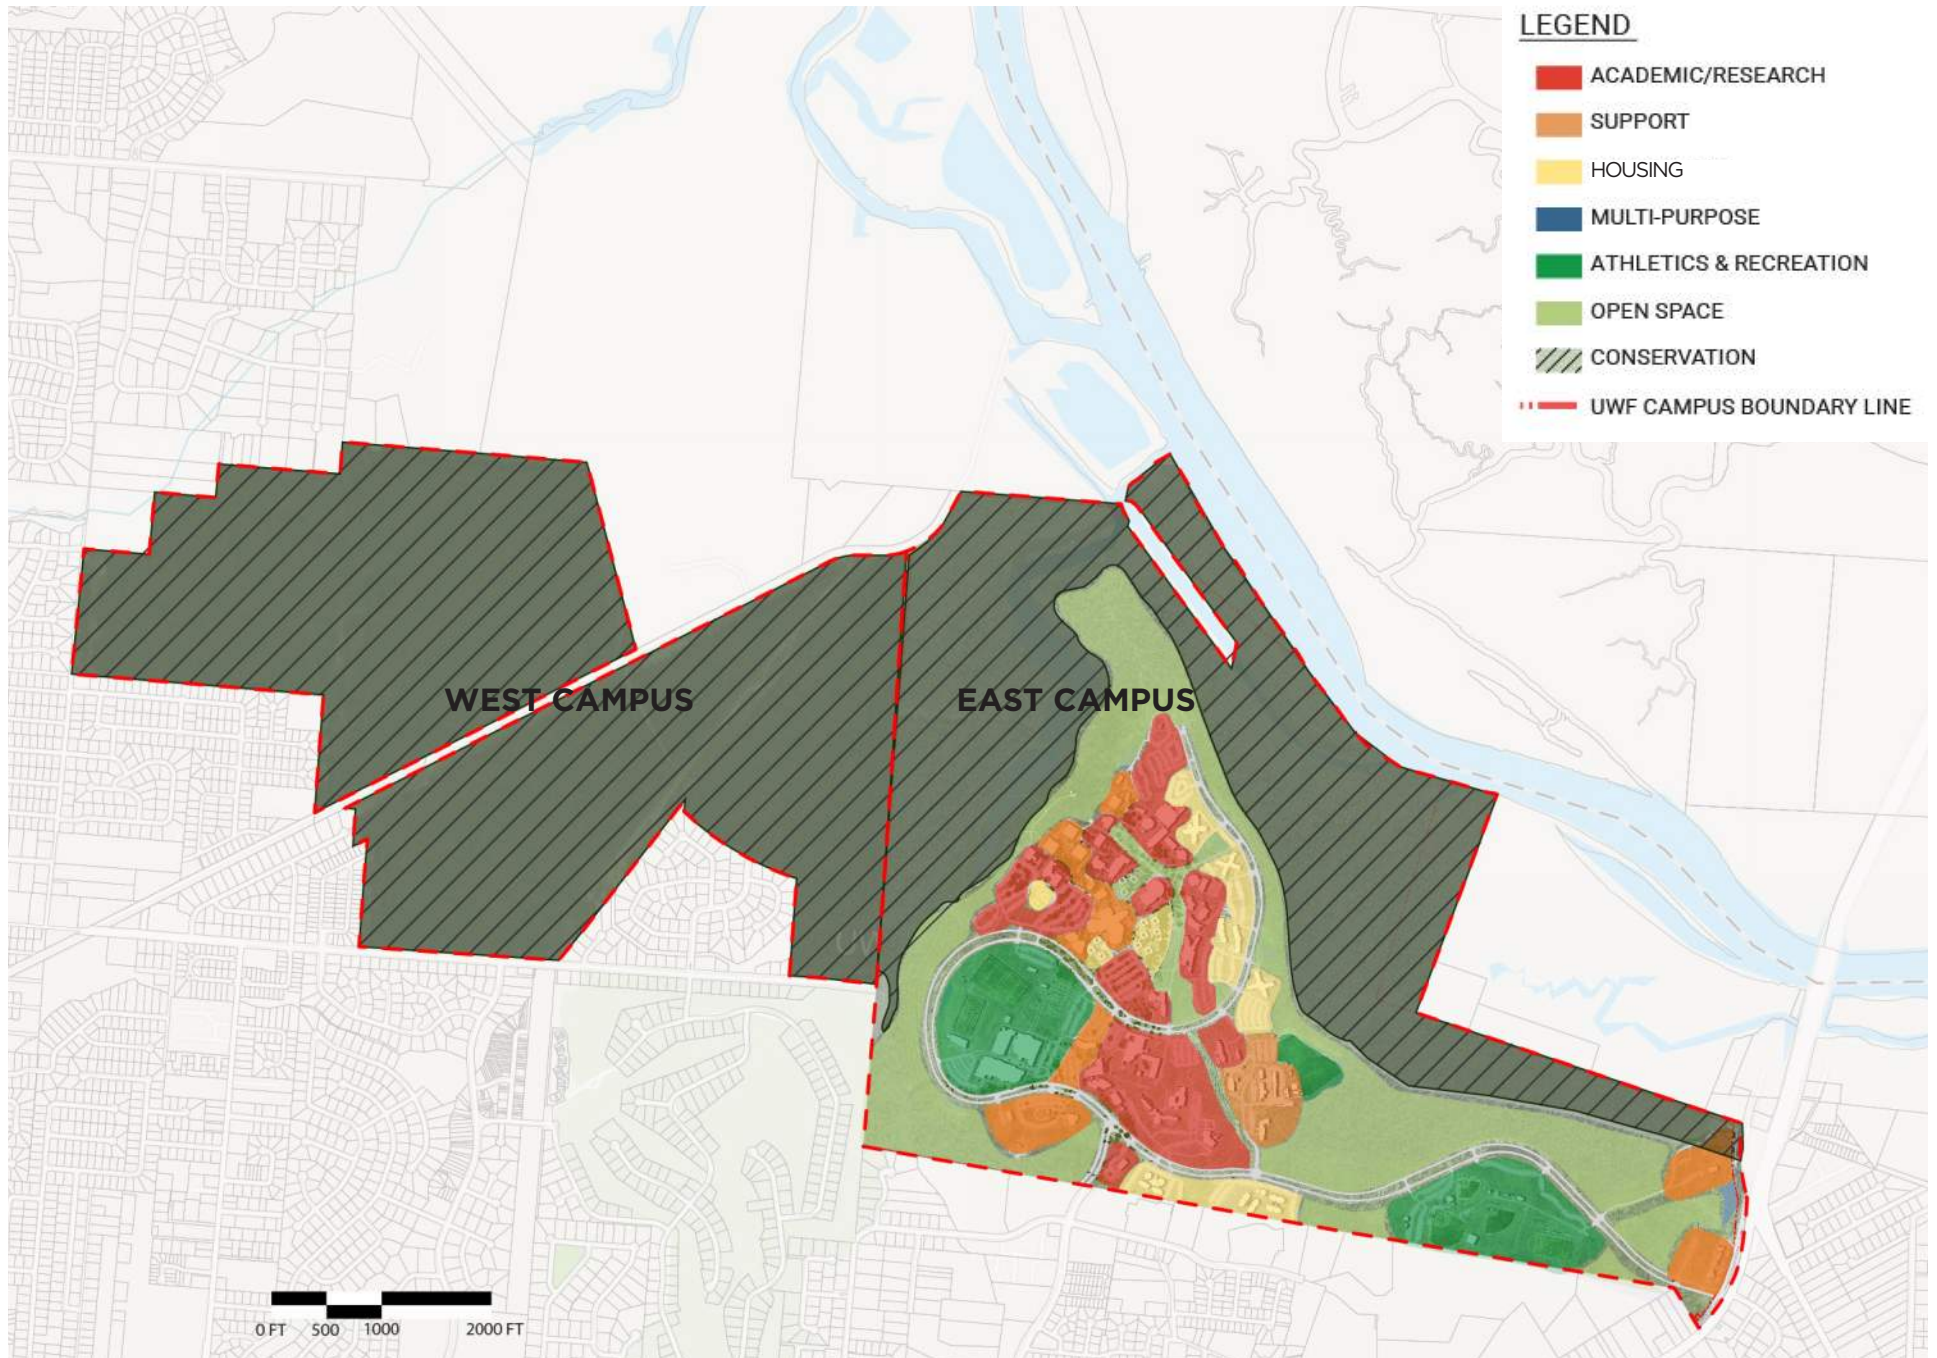 LEGEND
ACADEMIC/RESEARCH
SUPPORT
HOUSING
MULTI-PURPOSE
ATHLETICS & RECREATION
OPEN SPACE
CONSERVATION
UWF CAMPUS BOUNDARY LINE
WEST CAMPUS
EAST CAMPUS
0 FT 500 1000 2000 FT